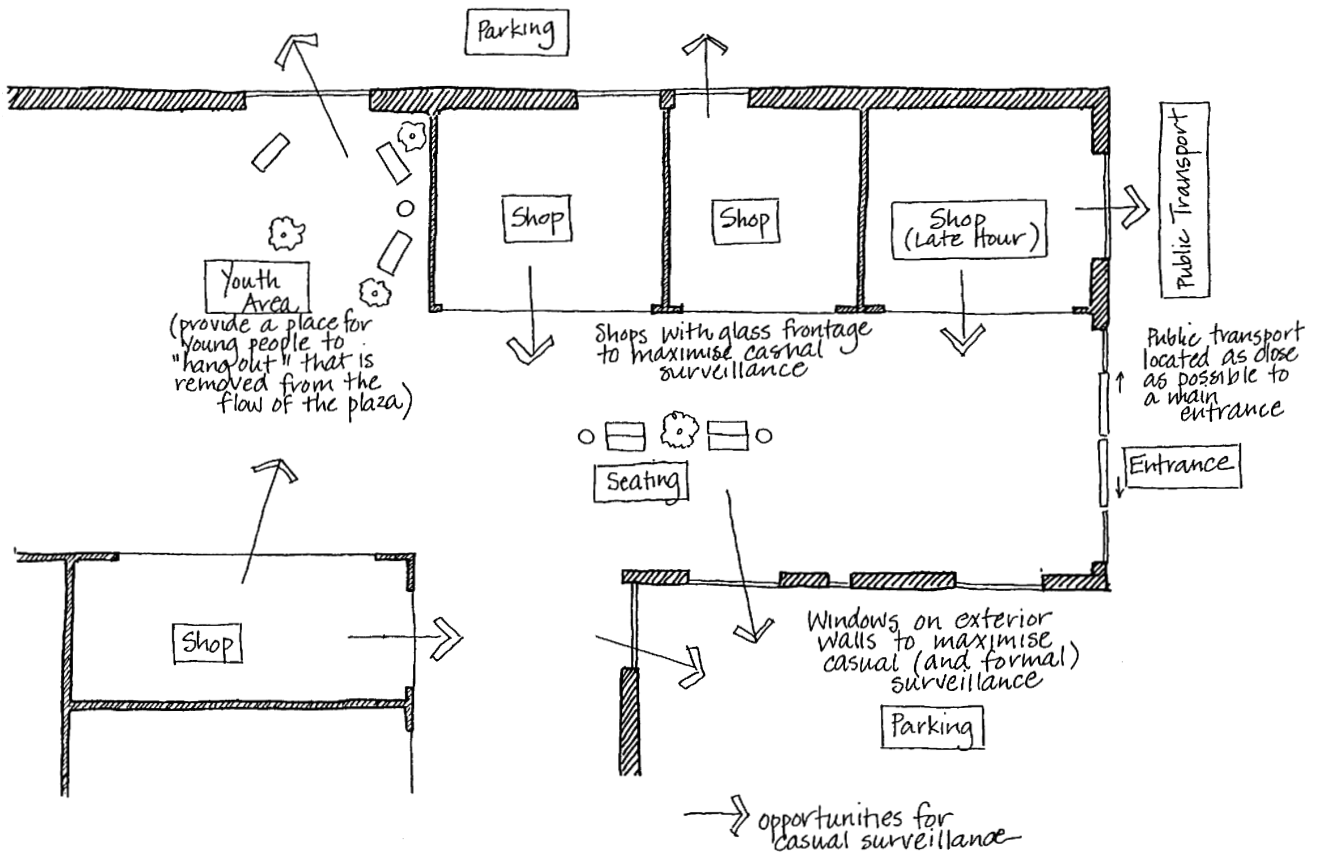 Parking
Public Transport
Shop
Shop
Shop
(Late Hour)
Youth
Area
(provide a place for
young people to
"hang out" that is
removed from the
flow of the plaza)
Shops with glass frontage
to maximise casual
surveillance
Public transport
located as close
as possible to
a main
entrance
Seating
Entrance
Shop
Windows on exterior
walls to maximise
casual (and formal)
surveillance
Parking
opportunities for
casual surveillance